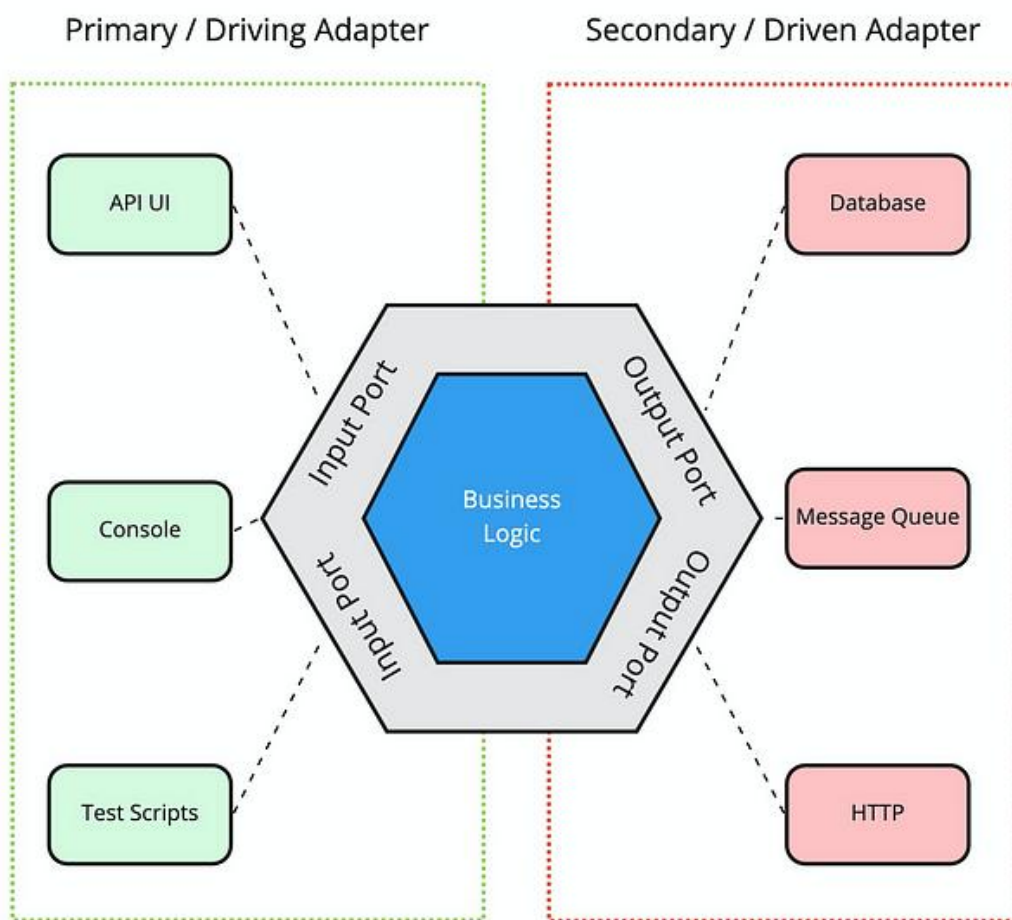 Primary / Driving Adapter
Secondary / Driven Adapter
API UI
Database
Input Port
Output Port
Business
Logic
Console
Message Queue
Input Port
Output Port
Test Scripts
HTTP